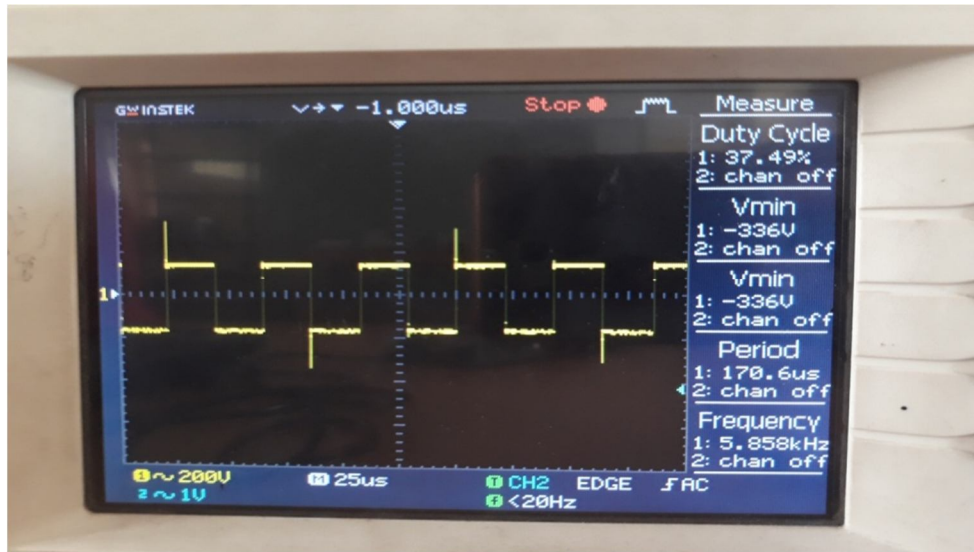 GW INSTEK -1.000us Stop
Measure
Duty Cycle
1: 37.49%
2: chan off
Vmin
1: -336V
2: chan off
1
Vmin
1: -336V
2: chan off
Period
1: 170.6us
2: chan off
Frequency
1: 5.858kHz
2: chan off
1 ~ 200V M 25us T CH2 EDGE AC
2 ~ 1V f <20Hz